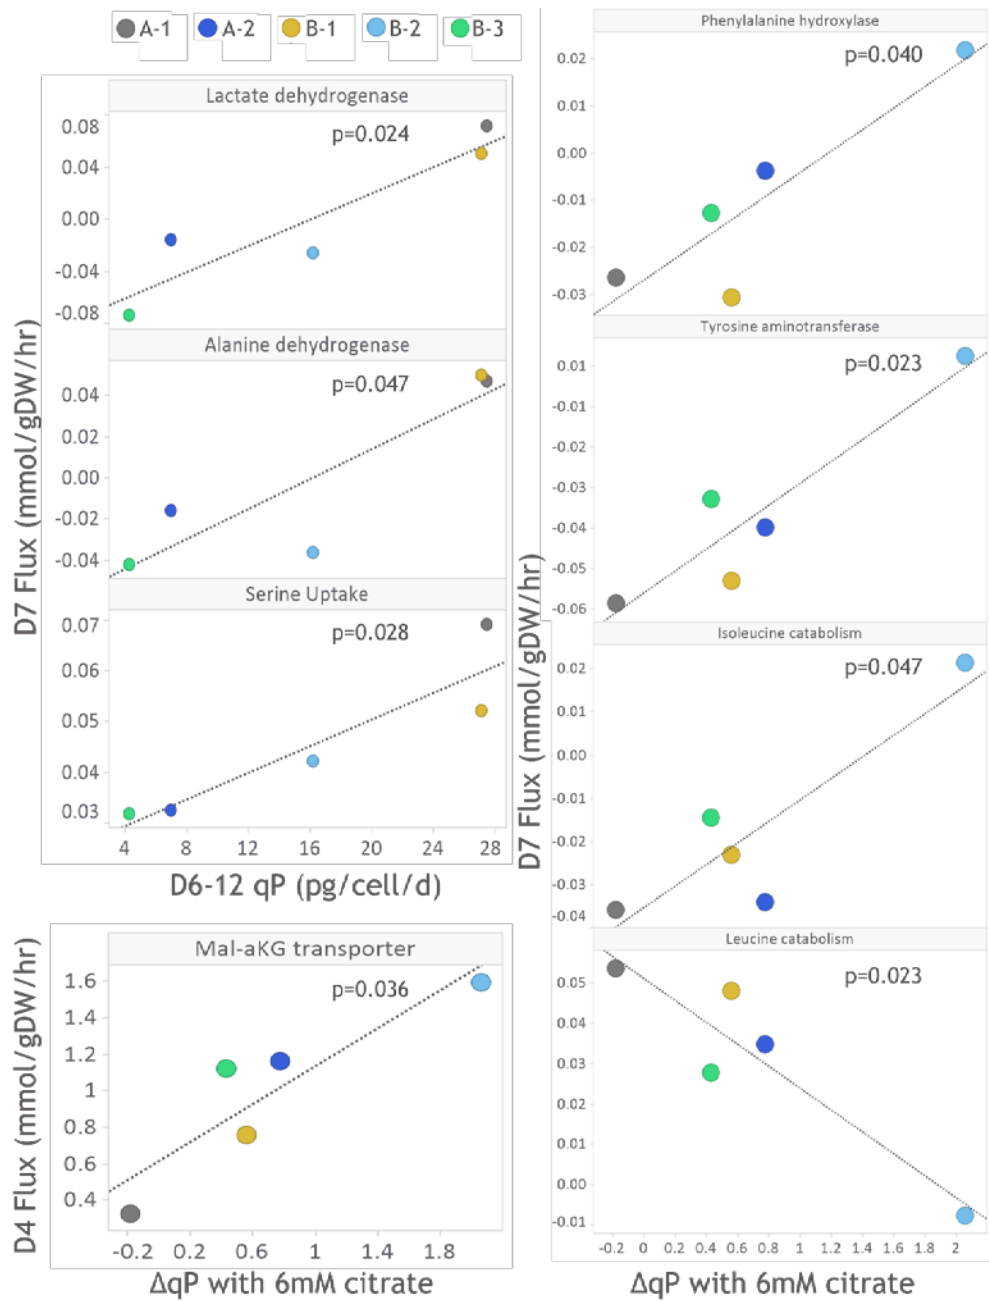 A-1 A-2 B-1 B-2 B-3
Lactate dehydrogenase
p=0.024
0.08
0.04
0.00
-0.04
-0.08
Alanine dehydrogenase
p=0.047
0.04
0.02
0.00
-0.02
-0.04
Serine Uptake
p=0.028
0.07
0.06
0.05
0.04
0.03
4 8 12 16 20 24 28
D7 Flux (mmol/gDW/hr)
D6-12 qP (pg/cell/d)
Mal-aKG transporter
p=0.036
1.6
1.4
1.2
1
0.8
0.6
0.4
-0.2 0.2 0.6 1 1.4 1.8
D4 Flux (mmol/gDW/hr)
ΔqP with 6mM citrate
Phenylalanine hydroxylase
p=0.040
0.02
0.01
0.00
-0.01
-0.02
-0.03
Tyrosine aminotransferase
p=0.023
0.01
-0.01
-0.03
-0.04
-0.05
-0.06
Isoleucine catabolism
p=0.047
0.02
0.01
0.00
-0.01
-0.02
-0.03
-0.04
Leucine catabolism
p=0.023
0.05
0.04
0.03
0.02
0.01
0.00
-0.01
-0.2 0 0.2 0.4 0.6 0.8 1 1.2 1.4 1.6 1.8 2
D7 Flux (mmol/gDW/hr)
ΔqP with 6mM citrate